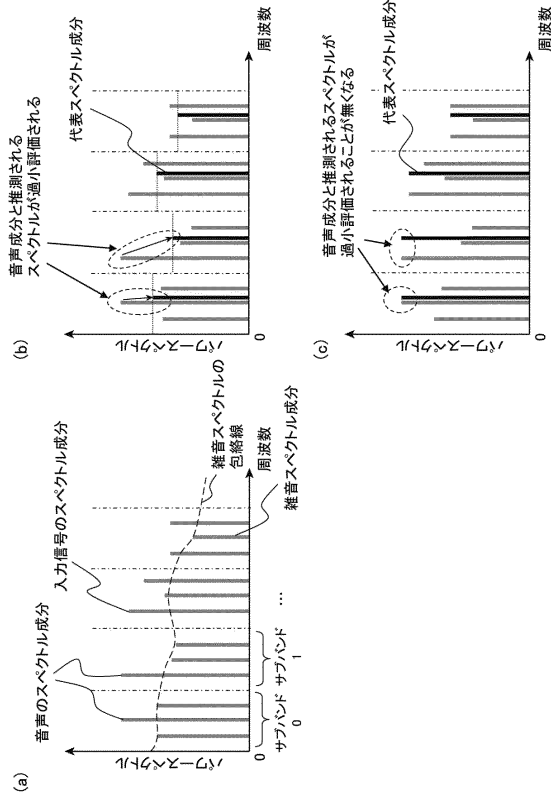 (a)
パワースペクトル
音声のスペクトル成分
入力信号のスペクトル成分
雑音スペクトルの
包絡線
周波数
雑音スペクトル成分
0
サブバンド
0
サブバンド
1
…
(b)
パワースペクトル
音声成分と推測される
スペクトルが過小評価される
代表スペクトル成分
周波数
0
(c)
パワースペクトル
音声成分と推測されるスペクトルが
過小評価されることが無くなる
代表スペクトル成分
周波数
0